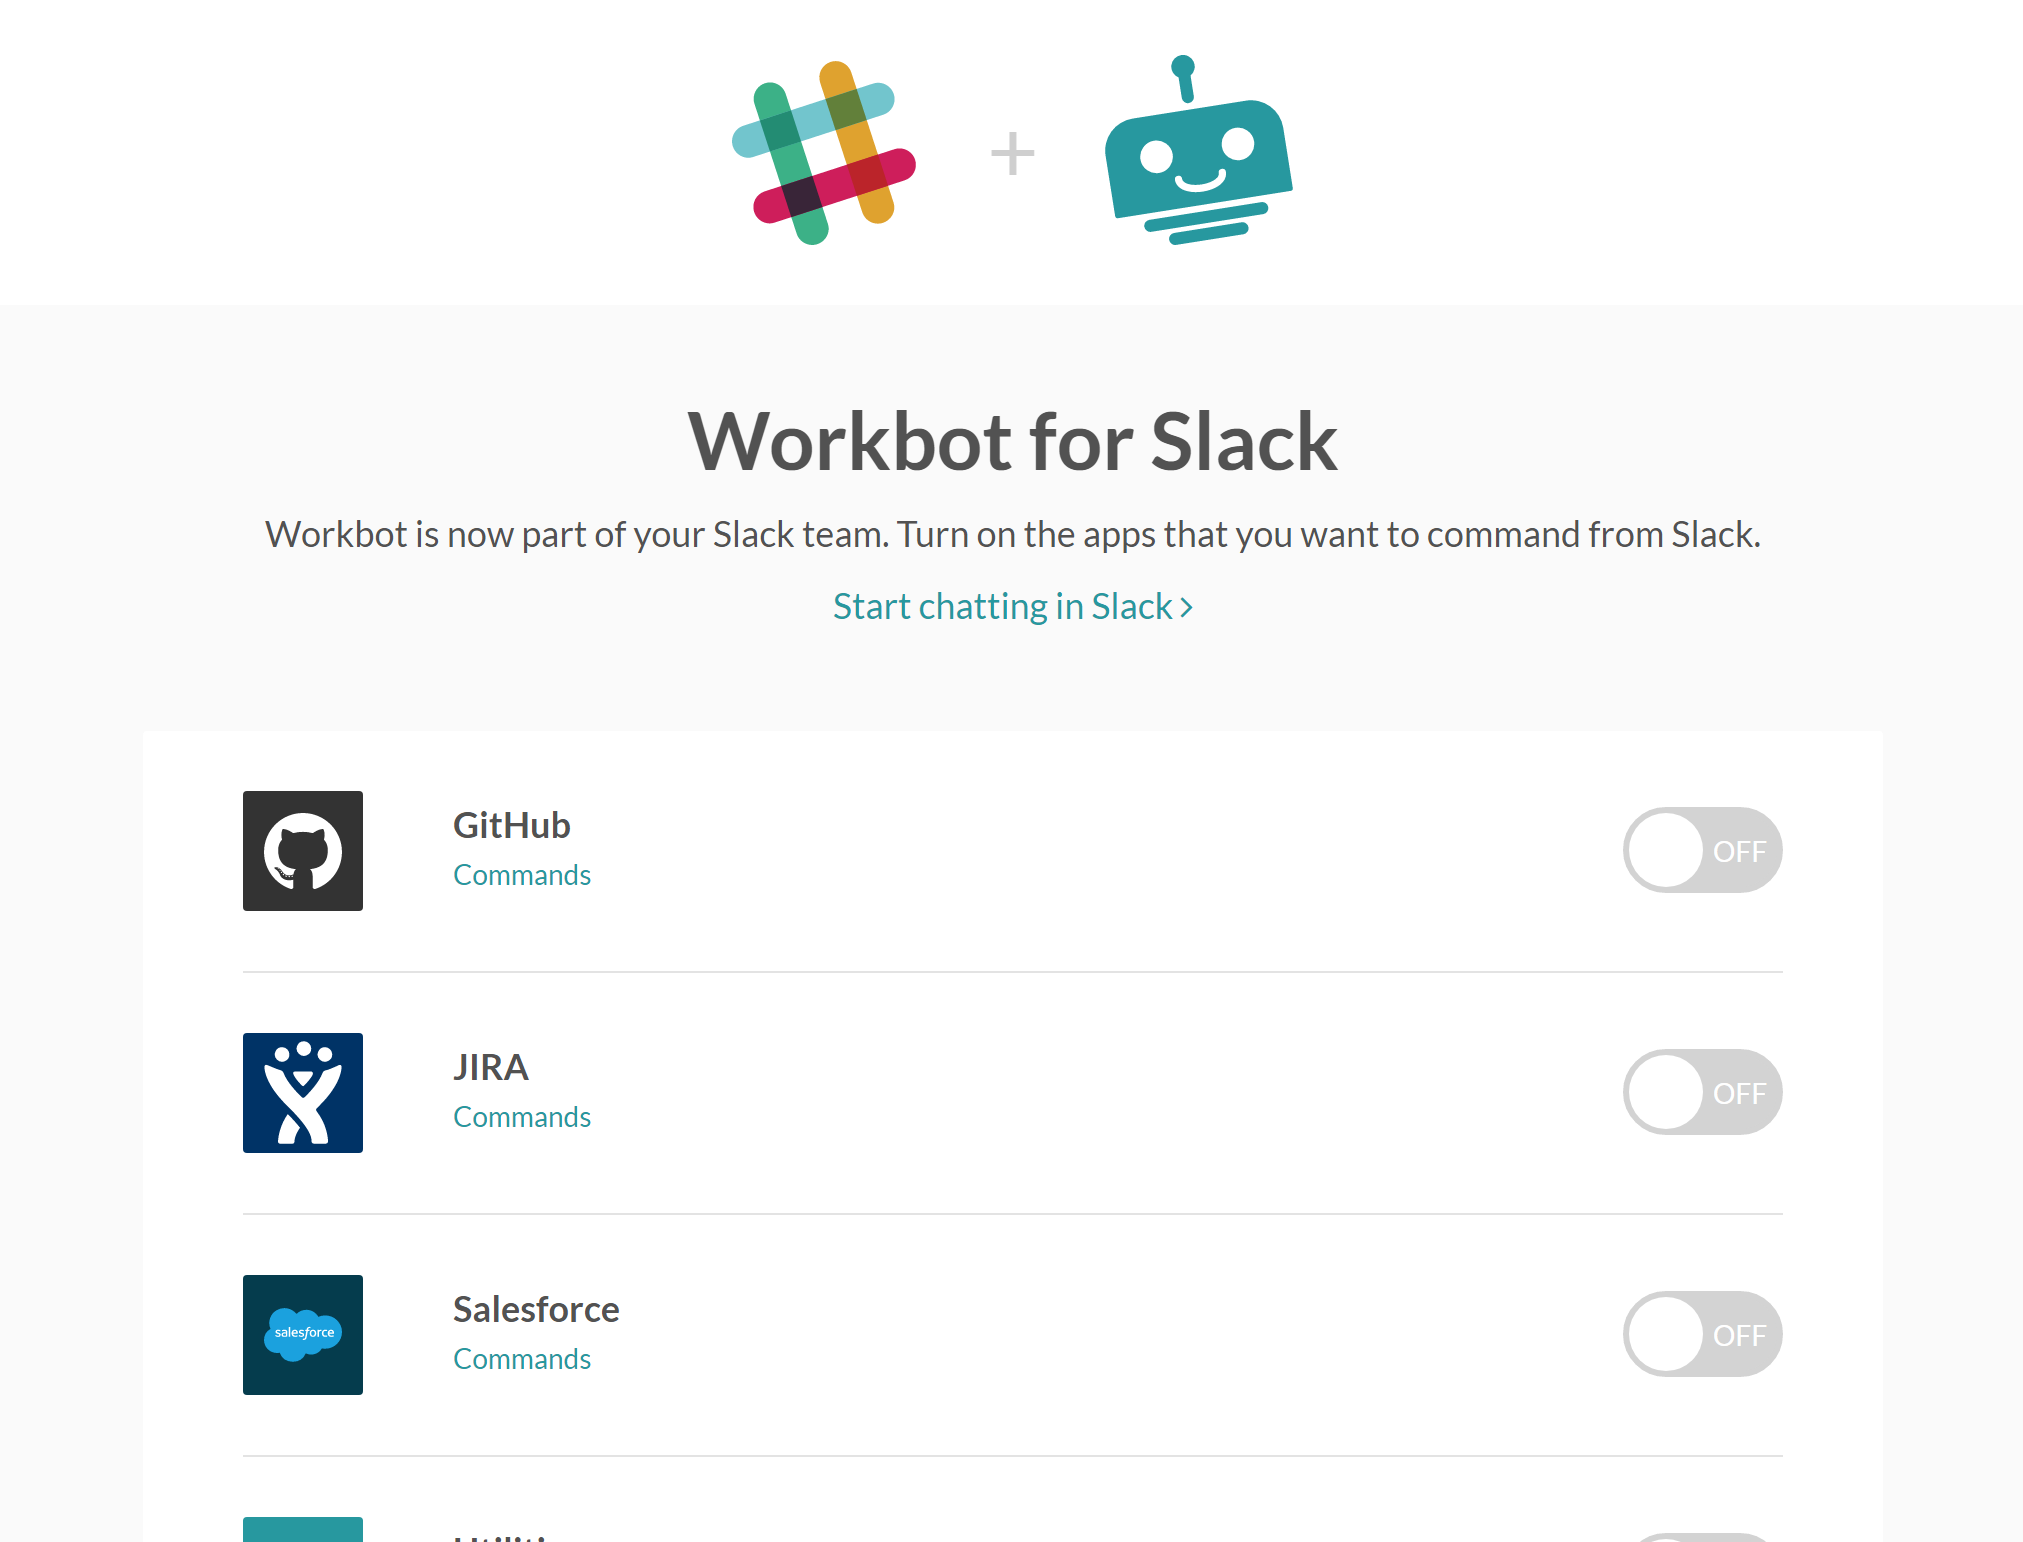 Workbot for Slack
Workbot is now part of your Slack team. Turn on the apps that you want to command from Slack.
Start chatting in Slack
GitHub
Commands
OFF
JIRA
Commands
OFF
salesforce
Salesforce
Commands
OFF